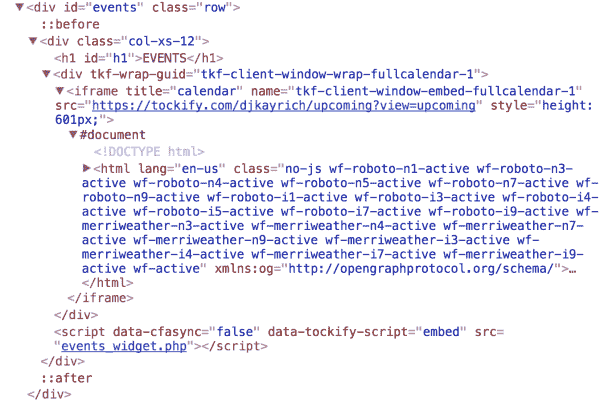 ▼<div id="events" class="row">
::before
▼<div class="col-xs-12">
<h1 id="h1">EVENTS</h1>
▼<div tkf-wrap-guid="tkf-client-window-wrap-fullcalendar-1">
▼<iframe title="calendar" name="tkf-client-window-embed-fullcalendar-1"
src="https://tockify.com/djkayrich/upcoming?view=upcoming" style="height:
601px;">
▼#document
<!DOCTYPE html>
▶<html lang="en-us" class="no-js wf-roboto-n1-active wf-roboto-n3-
active wf-roboto-n4-active wf-roboto-n5-active wf-roboto-n7-active wf-
roboto-n9-active wf-roboto-i1-active wf-roboto-i3-active wf-roboto-i4-
active wf-roboto-i5-active wf-roboto-i7-active wf-roboto-i9-active wf-
merriweather-n3-active wf-merriweather-n4-active wf-merriweather-n7-
active wf-merriweather-n9-active wf-merriweather-i3-active wf-
merriweather-i4-active wf-merriweather-i7-active wf-merriweather-i9-
active wf-active" xmlns:og="http://opengraphprotocol.org/schema/">…
</html>
</iframe>
</div>
<script data-cfasync="false" data-tockify-script="embed" src=
"events_widget.php"></script>
</div>
::after
</div>